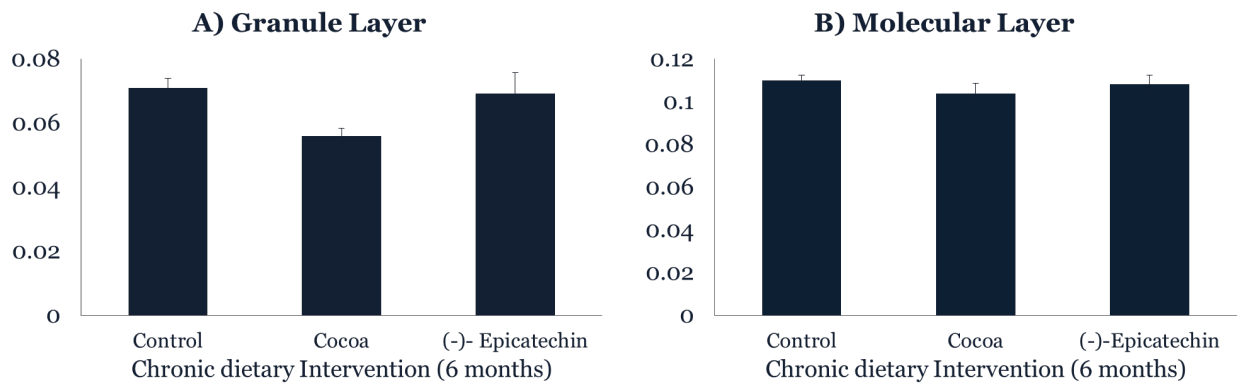 A) Granule Layer
0.08
0.06
0.04
0.02
0
Control Cocoa (-)- Epicatechin
Chronic dietary Intervention (6 months)
B) Molecular Layer
0.12
0.1
0.08
0.06
0.04
0.02
0
Control Cocoa (-)-Epicatechin
Chronic dietary Intervention (6 months)